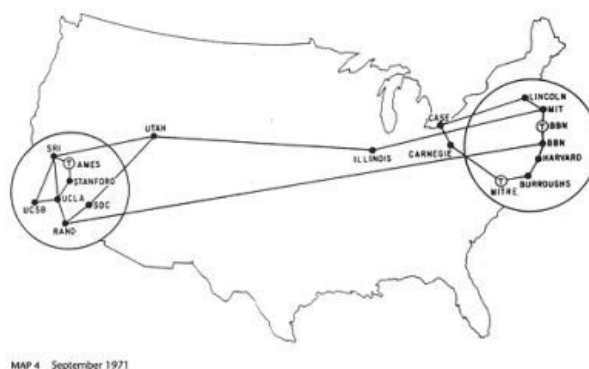 LINCOLN
MIT
CASE
T BBN
UTAH
BBN
SRI
ILLINOIS
CARNEGIE
HARVARD
T AMES
STANFORD
T
BURROUGHS
MITRE
UCLA
SDC
UCSB
RAND
MAP 4 September 1971